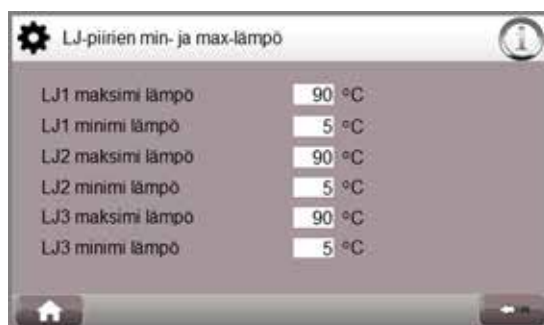 LJ-piirien min- ja max-lämpö
LJ1 maksimi lämpö 90 °C
LJ1 minimi lämpö 5 °C
LJ2 maksimi lämpö 90 °C
LJ2 minimi lämpö 5 °C
LJ3 maksimi lämpö 90 °C
LJ3 minimi lämpö 5 °C